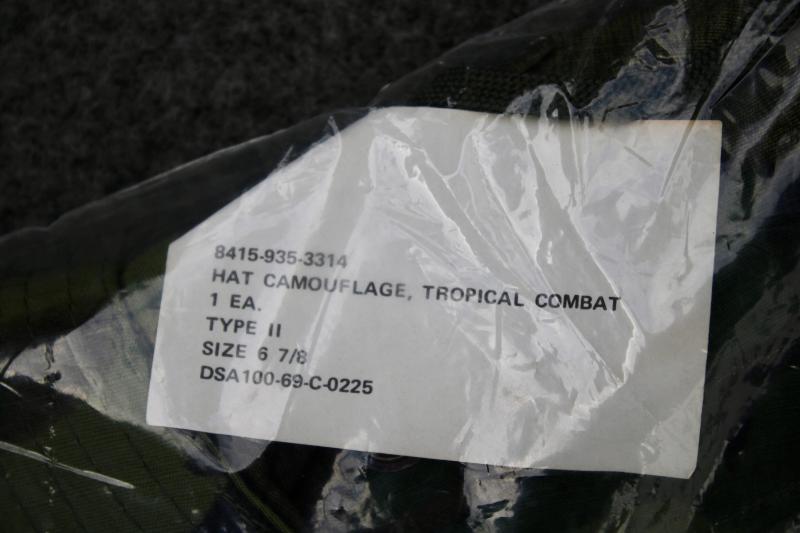 8415-935-3314
HAT CAMOUFLAGE, TROPICAL COMBAT
1 EA.
TYPE II
SIZE 6 7/8
DSA100-69-C-0225